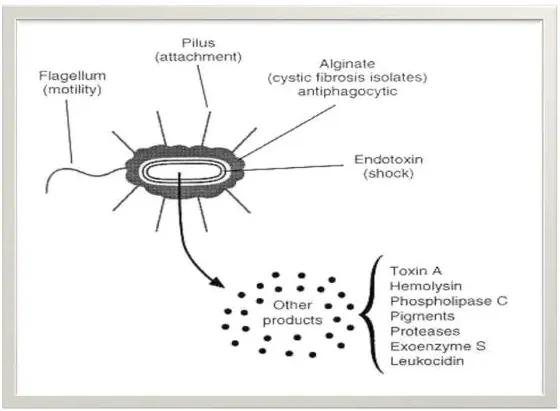 Pilus
(attachment)
Alginate
(cystic fibrosis isolates)
antiphagocytic
Flagellum
(motility)
Endotoxin
(shock)
Other
products
Toxin A
Hemolysin
Phospholipase C
Pigments
Proteases
Exoenzyme S
Leukocidin